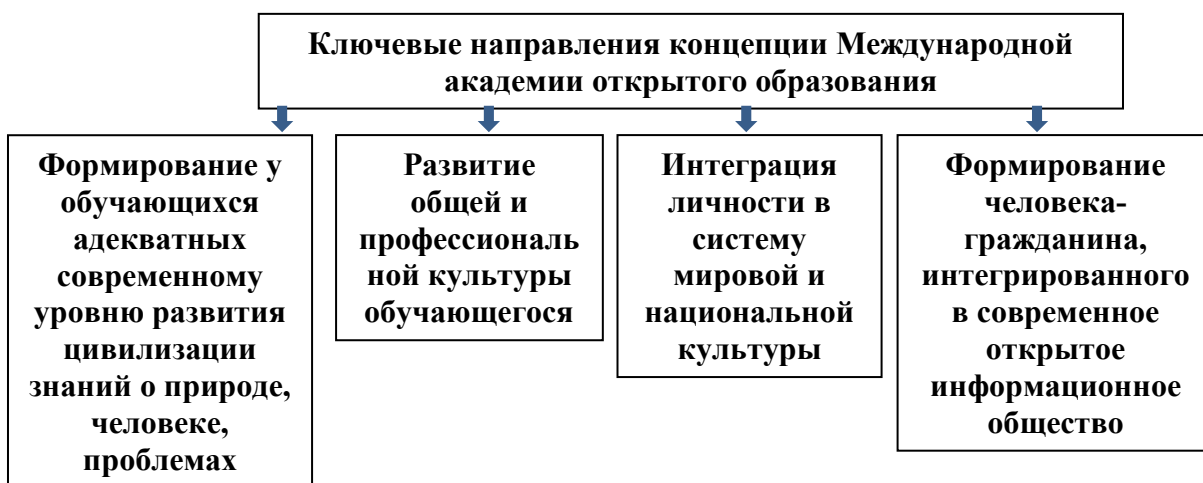 Ключевые направления концепции Международной
академии открытого образования
Формирование у
обучающихся
адекватных
современному
уровню развития
цивилизации
знаний о природе,
человеке,
проблемах
Развитие
общей и
профессиональ
ной культуры
обучающегося
Интеграция
личности в
систему
мировой и
национальной
культуры
Формирование
человека-
гражданина,
интегрированного
в современное
открытое
информационное
общество